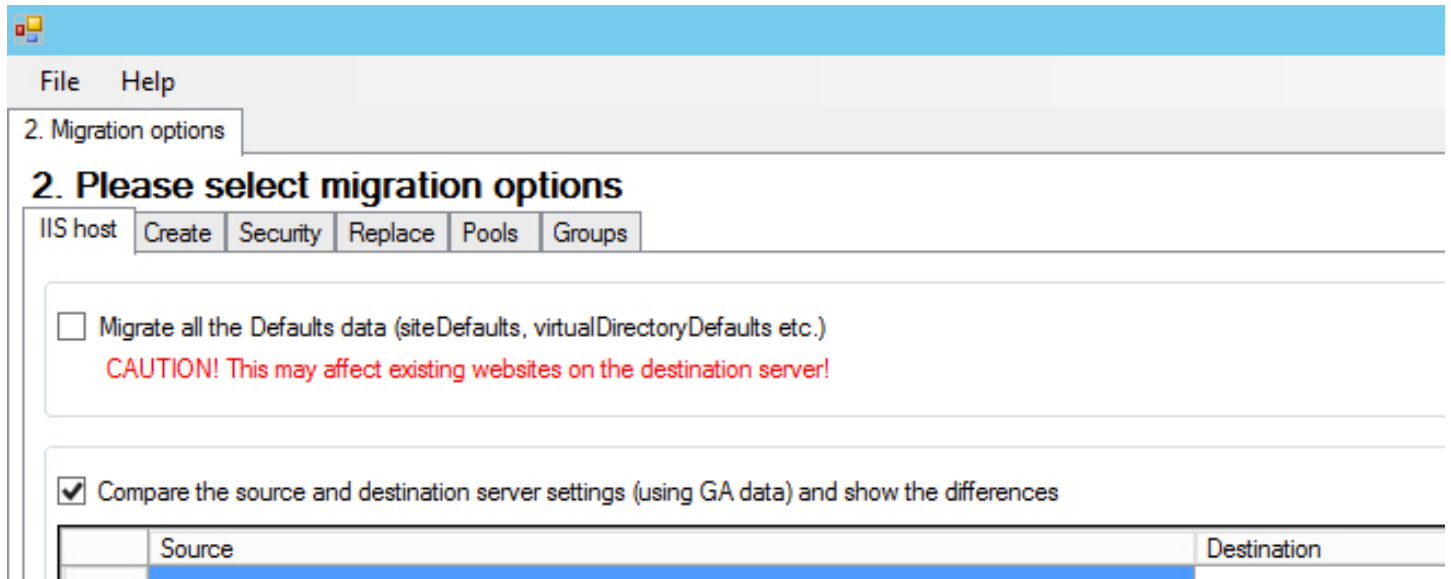 File Help
2. Migration options
2. Please select migration options
IIS host Create Security Replace Pools Groups
Migrate all the Defaults data (siteDefaults, virtualDirectoryDefaults etc.)
CAUTION! This may affect existing websites on the destination server!
Compare the source and destination server settings (using GA data) and show the differences
Source Destination